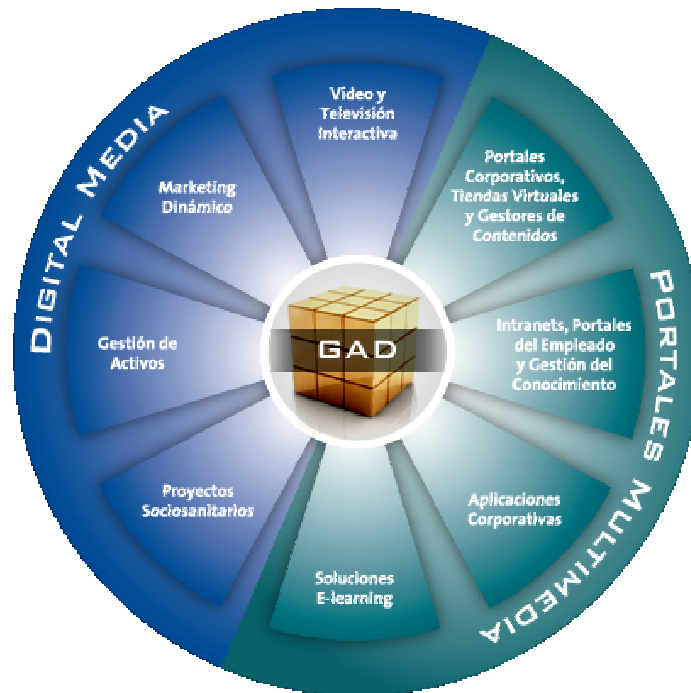 DIGITAL MEDIA
Vídeo y
Televisión
Interactiva
Marketing
Dinámico
Gestión de
Activos
Proyectos
Sociosanitarios
GAD
PORTALES MULTIMEDIA
Portales
Corporativos,
Tiendas Virtuales
y Gestores de
Contenidos
Intranets, Portales
del Empleado
y Gestión del
Conocimiento
Aplicaciones
Corporativas
Soluciones
E-learning